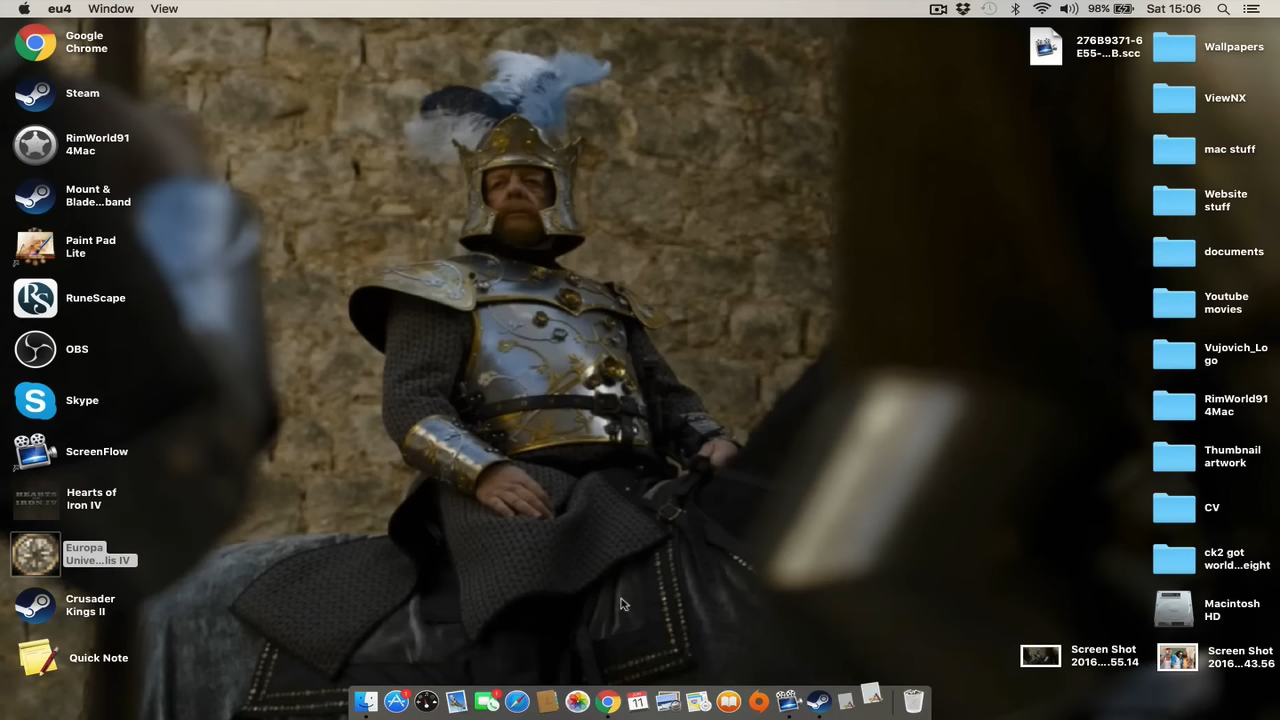 eu4 Window View
98% Sat 15:06
Google
Chrome
Steam
RimWorld91
4Mac
Mount &
Blade...band
Paint Pad
Lite
RuneScape
OBS
Skype
ScreenFlow
Hearts of
Iron IV
Europa
Unive...lis IV
Crusader
Kings II
Quick Note
276B9371-6
E55-...B.scc
Wallpapers
ViewNX
mac stuff
Website
stuff
documents
Youtube
movies
Vujovich_Lo
go
RimWorld91
4Mac
Thumbnail
artwork
CV
ck2 got
world...eight
Macintosh
HD
Screen Shot
2016....55.14
Screen Shot
2016...43.56